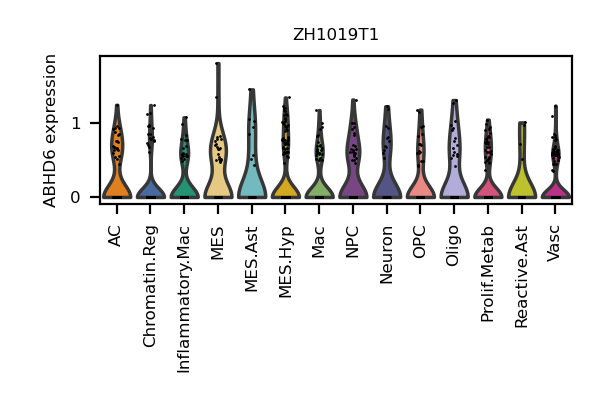 ZH1019T1
ABHD6 expression
1
0
AC
Chromatin.Reg
Inflammatory.Mac
MES
MES.Ast
MES.Hyp
Mac
NPC
Neuron
OPC
Oligo
Prolif.Metab
Reactive.Ast
Vasc